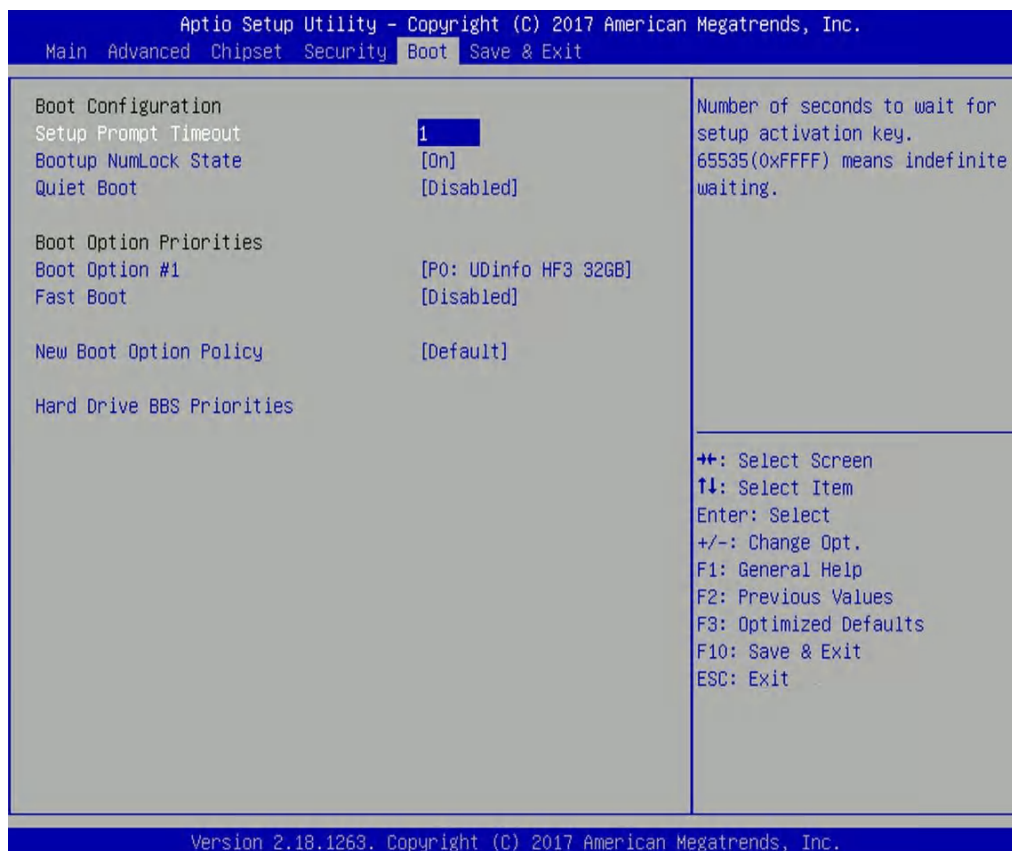 Aptio Setup Utility – Copyright (C) 2017 American Megatrends, Inc.
Main Advanced Chipset Security Boot Save & Exit
Boot Configuration
Setup Prompt Timeout 1
Bootup NumLock State [On]
Quiet Boot [Disabled]
Boot Option Priorities
Boot Option #1 [P0: UDinfo HF3 32GB]
Fast Boot [Disabled]
New Boot Option Policy [Default]
Hard Drive BBS Priorities
Number of seconds to wait for
setup activation key.
65535(0xFFFF) means indefinite
waiting.
→←: Select Screen
↑↓: Select Item
Enter: Select
+/-: Change Opt.
F1: General Help
F2: Previous Values
F3: Optimized Defaults
F10: Save & Exit
ESC: Exit
Version 2.18.1263. Copyright (C) 2017 American Megatrends, Inc.